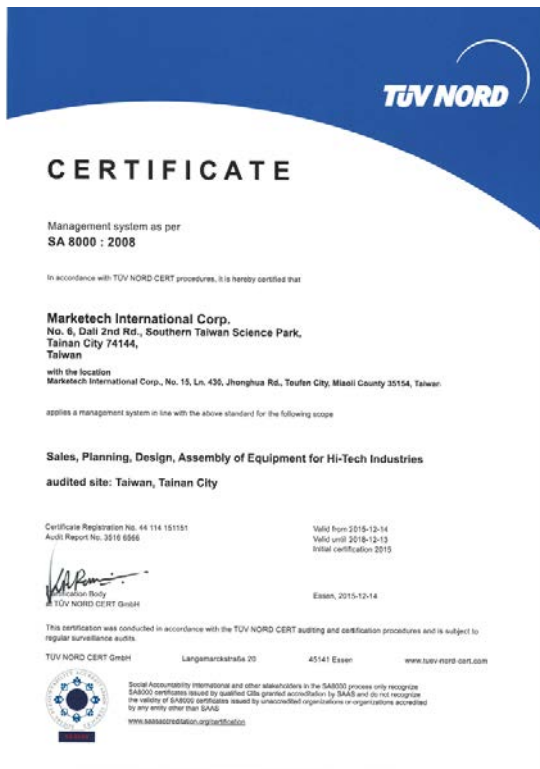 TÜV NORD
CERTIFICATE
Management system as per
SA 8000 : 2008
In accordance with TÜV NORD CERT procedures, it is hereby certified that
Marketech International Corp.
No. 6, Dali 2nd Rd., Southern Taiwan Science Park,
Tainan City 74144,
Taiwan
with the location
Marketech International Corp., No. 15, Ln. 430, Jhonghua Rd., Toufen City, Miaoli County 35154, Taiwan
applies a management system in line with the above standard for the following scope
Sales, Planning, Design, Assembly of Equipment for Hi-Tech Industries
audited site: Taiwan, Tainan City
Certificate Registration No. 44 114 151151
Audit Report No. 3516 6566
Valid from 2015-12-14
Valid until 2018-12-13
Initial certification 2015
Certification Body
at TÜV NORD CERT GmbH
Essen, 2015-12-14
This certification was conducted in accordance with the TÜV NORD CERT auditing and certification procedures and is subject to
regular surveillance audits.
TÜV NORD CERT GmbH Langemarckstraße 20 45141 Essen www.tuev-nord-cert.com
Social Accountability International and other stakeholders in the SA8000 process only recognize
SA8000 certificates issued by qualified CBs granted accreditation by SAAS and do not recognize
the validity of SA8000 certificates issued by unaccredited organizations or organizations accredited
by any entity other than SAAS
www.saasaccreditation.org/certification